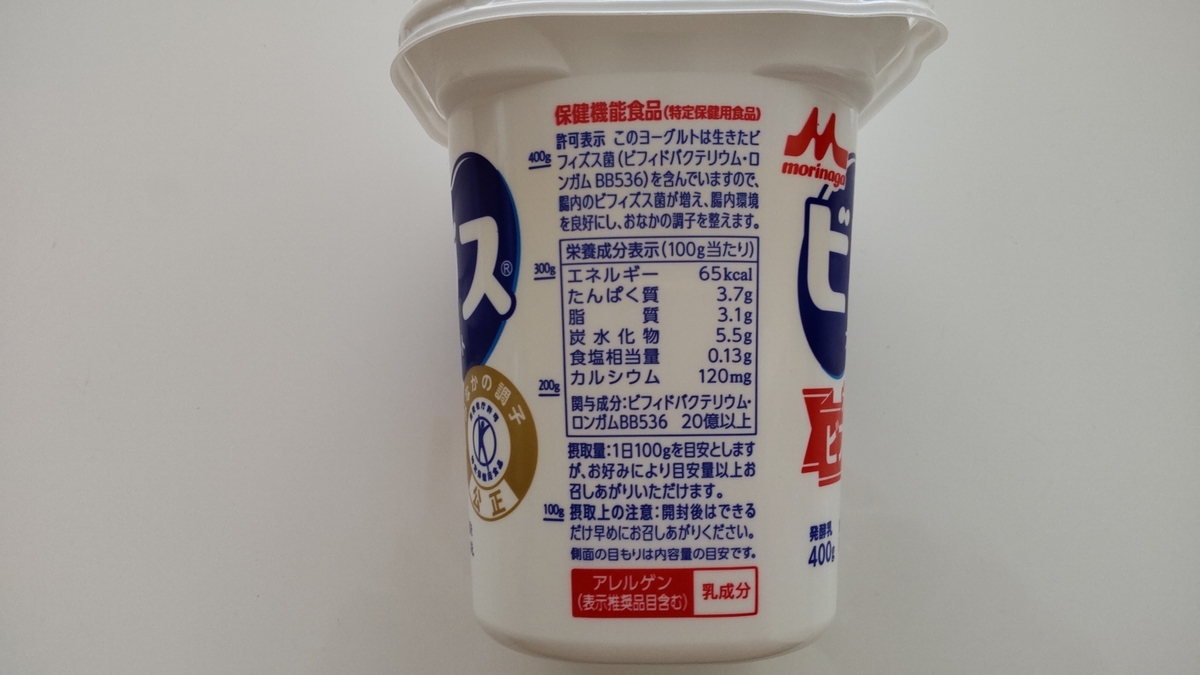 保健機能食品(特定保健用食品)
許可表示 このヨーグルトは生きたビ
フィズス菌(ビフィドバクテリウム・ロ
ンガム BB536)を含んでいますので、
腸内のビフィズス菌が増え、腸内環境
を良好にし、おなかの調子を整えます。
栄養成分表示(100g当たり)
エネルギー 65kcal
たんぱく質 3.7g
脂質 3.1g
炭水化物 5.5g
食塩相当量 0.13g
カルシウム 120mg
関与成分:ビフィドバクテリウム・
ロンガムBB536 20億以上
摂取量:1日100gを目安とします
が、お好みにより目安量以上お
召しあがりいただけます。
摂取上の注意:開封後はできる
だけ早めにお召しあがりください。
側面の目もりは内容量の目安です。
アレルゲン
(表示推奨品目含む)
乳成分
400g
300g
200g
100g
ス®
かの調子
公正
morinaga
ビ
ビ
発酵乳
400g